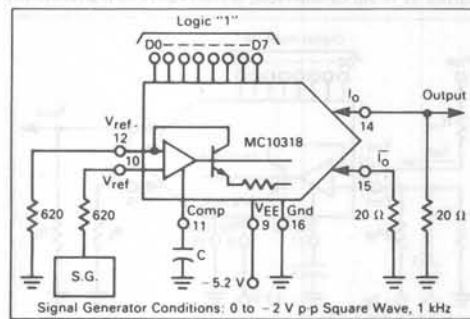 Logic "1"
D0 D7
Vref-
12
10
Vref
MC10318
Io
14
Output
Io
15
Comp
11
VEE
9
Gnd
16
620
620
20 Ω
20 Ω
C
S.G.
-5.2 V
Signal Generator Conditions: 0 to -2 V p-p Square Wave, 1 kHz